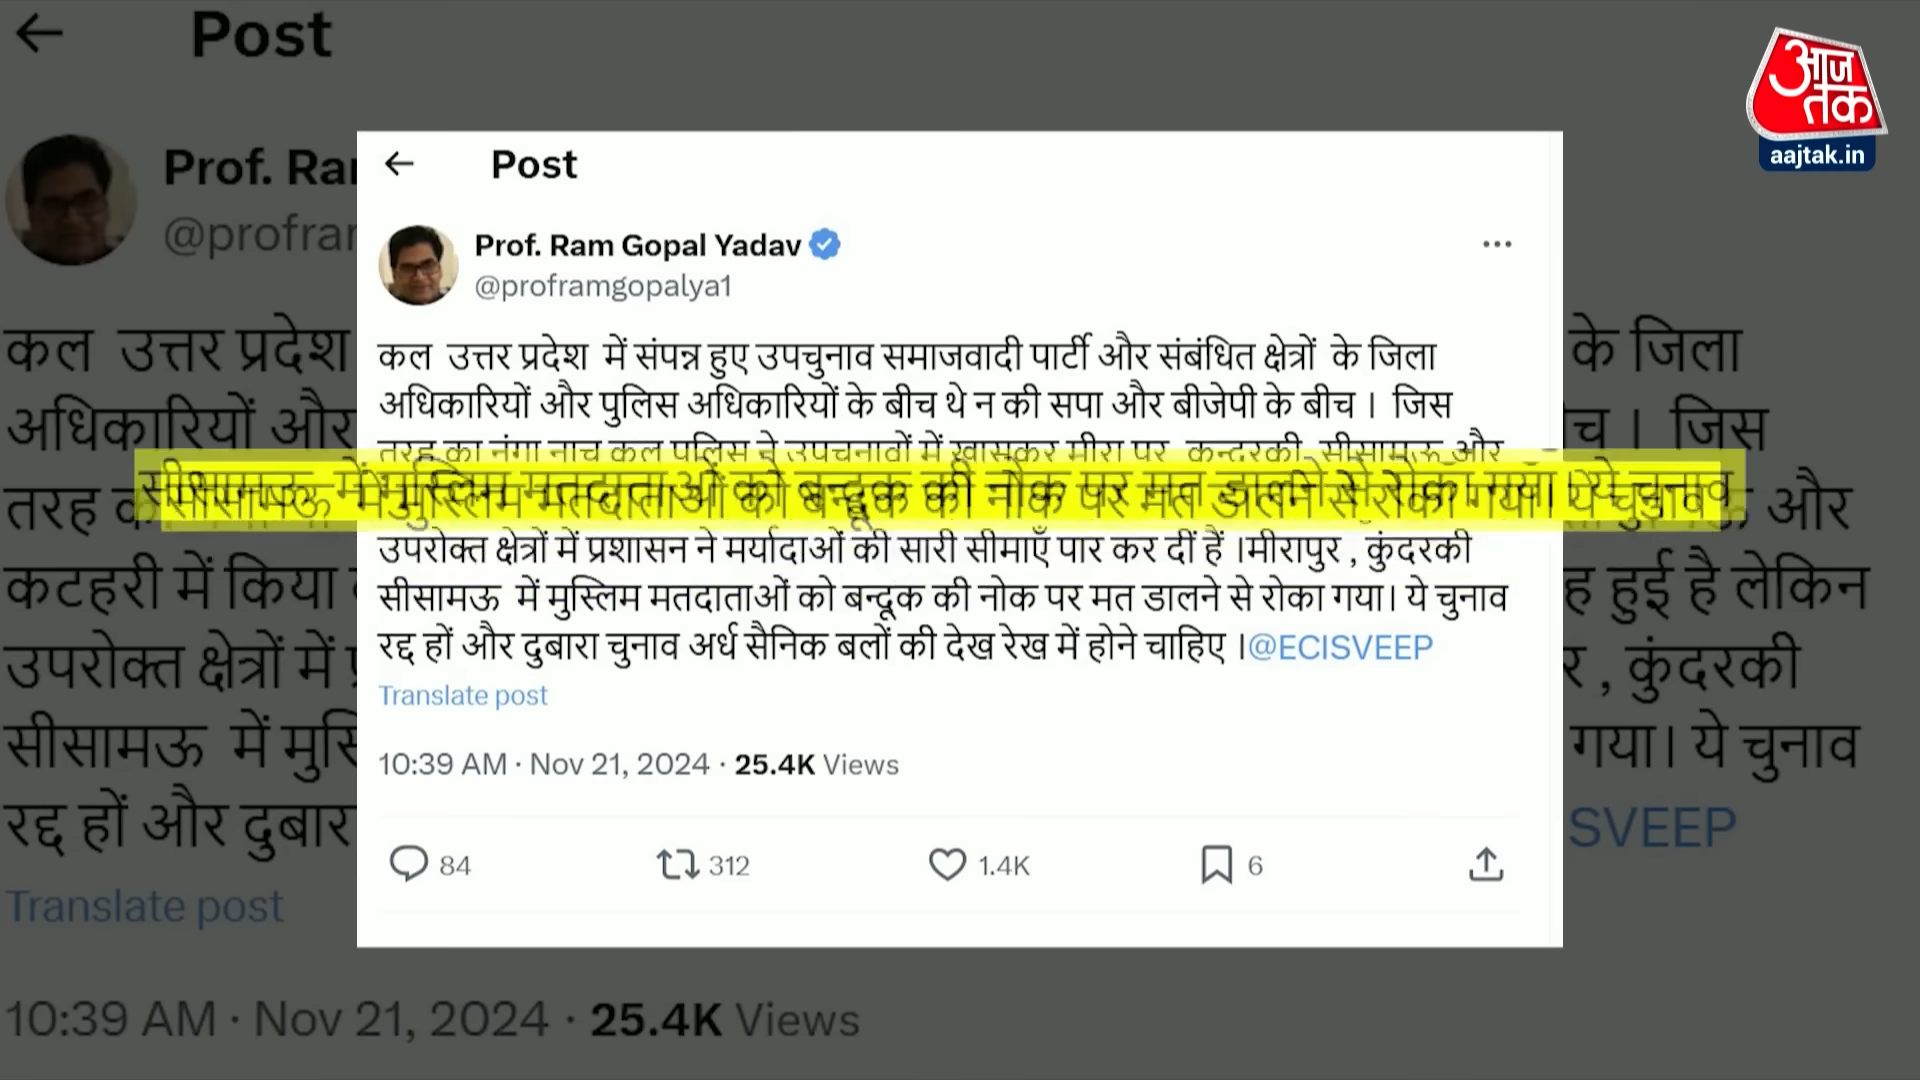 Post
आज तक
aajtak.in
Prof. Ram Gopal Yadav
@proframgopalya1
कल उत्तर प्रदेश में संपन्न हुए उपचुनाव समाजवादी पार्टी और संबंधित क्षेत्रों के जिला
अधिकारियों और पुलिस अधिकारियों के बीच थे न की सपा और बीजेपी के बीच । जिस
तरह का नंगा नाच कल पुलिस ने उपचुनावों में खासकर मीरा पुर
सीसामऊ में मुस्लिम मतदाताओं को बन्दूक की नोक पर मत डालने से रोका गया। ये चुनाव
उपरोक्त क्षेत्रों में प्रशासन ने मर्यादाओं की सारी सीमाएँ पार कर दीं हैं ।मीरापुर , कुंदरकी
सीसामऊ में मुस्लिम मतदाताओं को बन्दूक की नोक पर मत डालने से रोका गया। ये चुनाव
रद्द हों और दुबारा चुनाव अर्ध सैनिक बलों की देख रेख में होने चाहिए ।@ECISVEEP
Translate post
10:39 AM · Nov 21, 2024 · 25.4K Views
84 312 1.4K 6
Post
Prof. Ra
@profra
कल उत्तर प्रदेश के जिला
अधिकारियों और जिस
तरह और
कटहरी में किया हुई है लेकिन
उपरोक्त क्षेत्रों में , कुंदरकी
सीसामऊ में गया। ये चुनाव
रद्द हों और दुबार SVEEP
Translate post
10:39 AM · Nov 21, 2024 · 25.4K Views